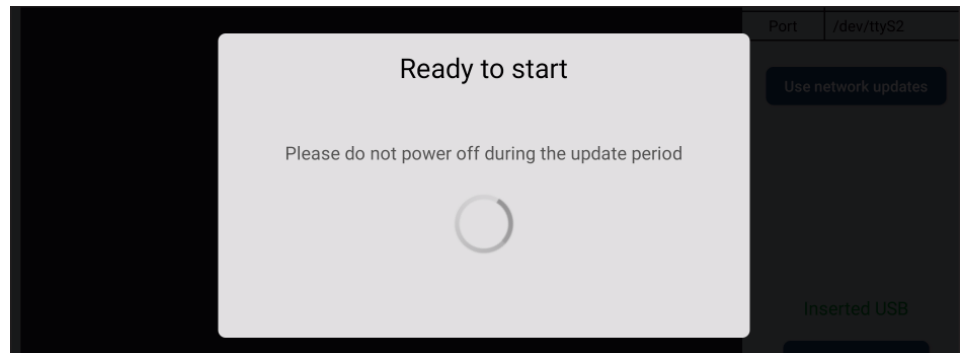 Port /dev/ttyS2
Ready to start
Use network updates
Please do not power off during the update period
Inserted USB